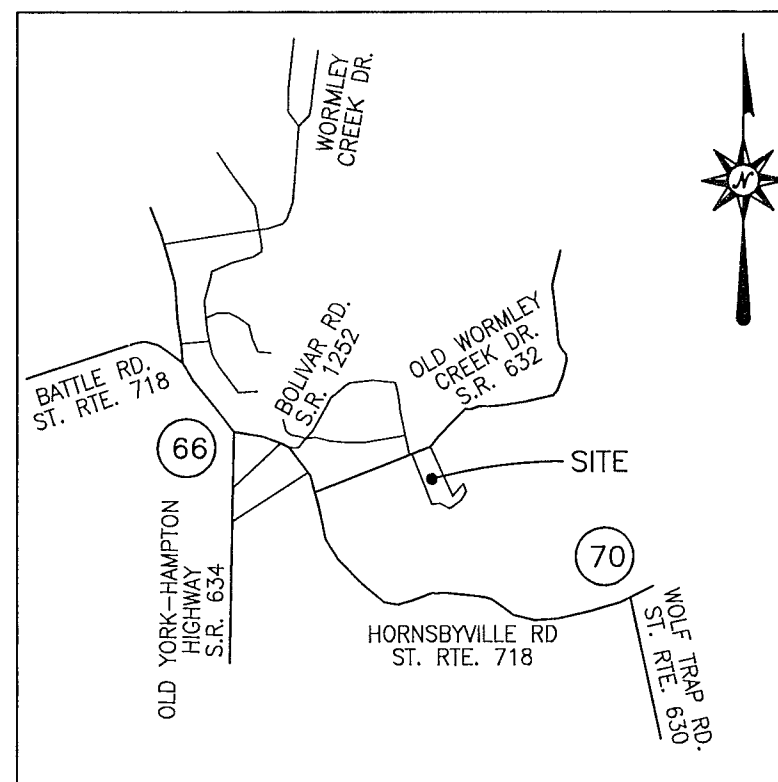 WORMLEY
CREEK DR.
N
BOLIVAR RD.
S.R. 1252
OLD WORMLEY
CREEK DR.
S.R. 632
BATTLE RD.
ST. RTE. 718
66
SITE
OLD YORK-HAMPTON
HIGHWAY
S.R. 634
70
HORNSBYVILLE RD
ST. RTE. 718
WOLF TRAP RD.
ST. RTE. 630